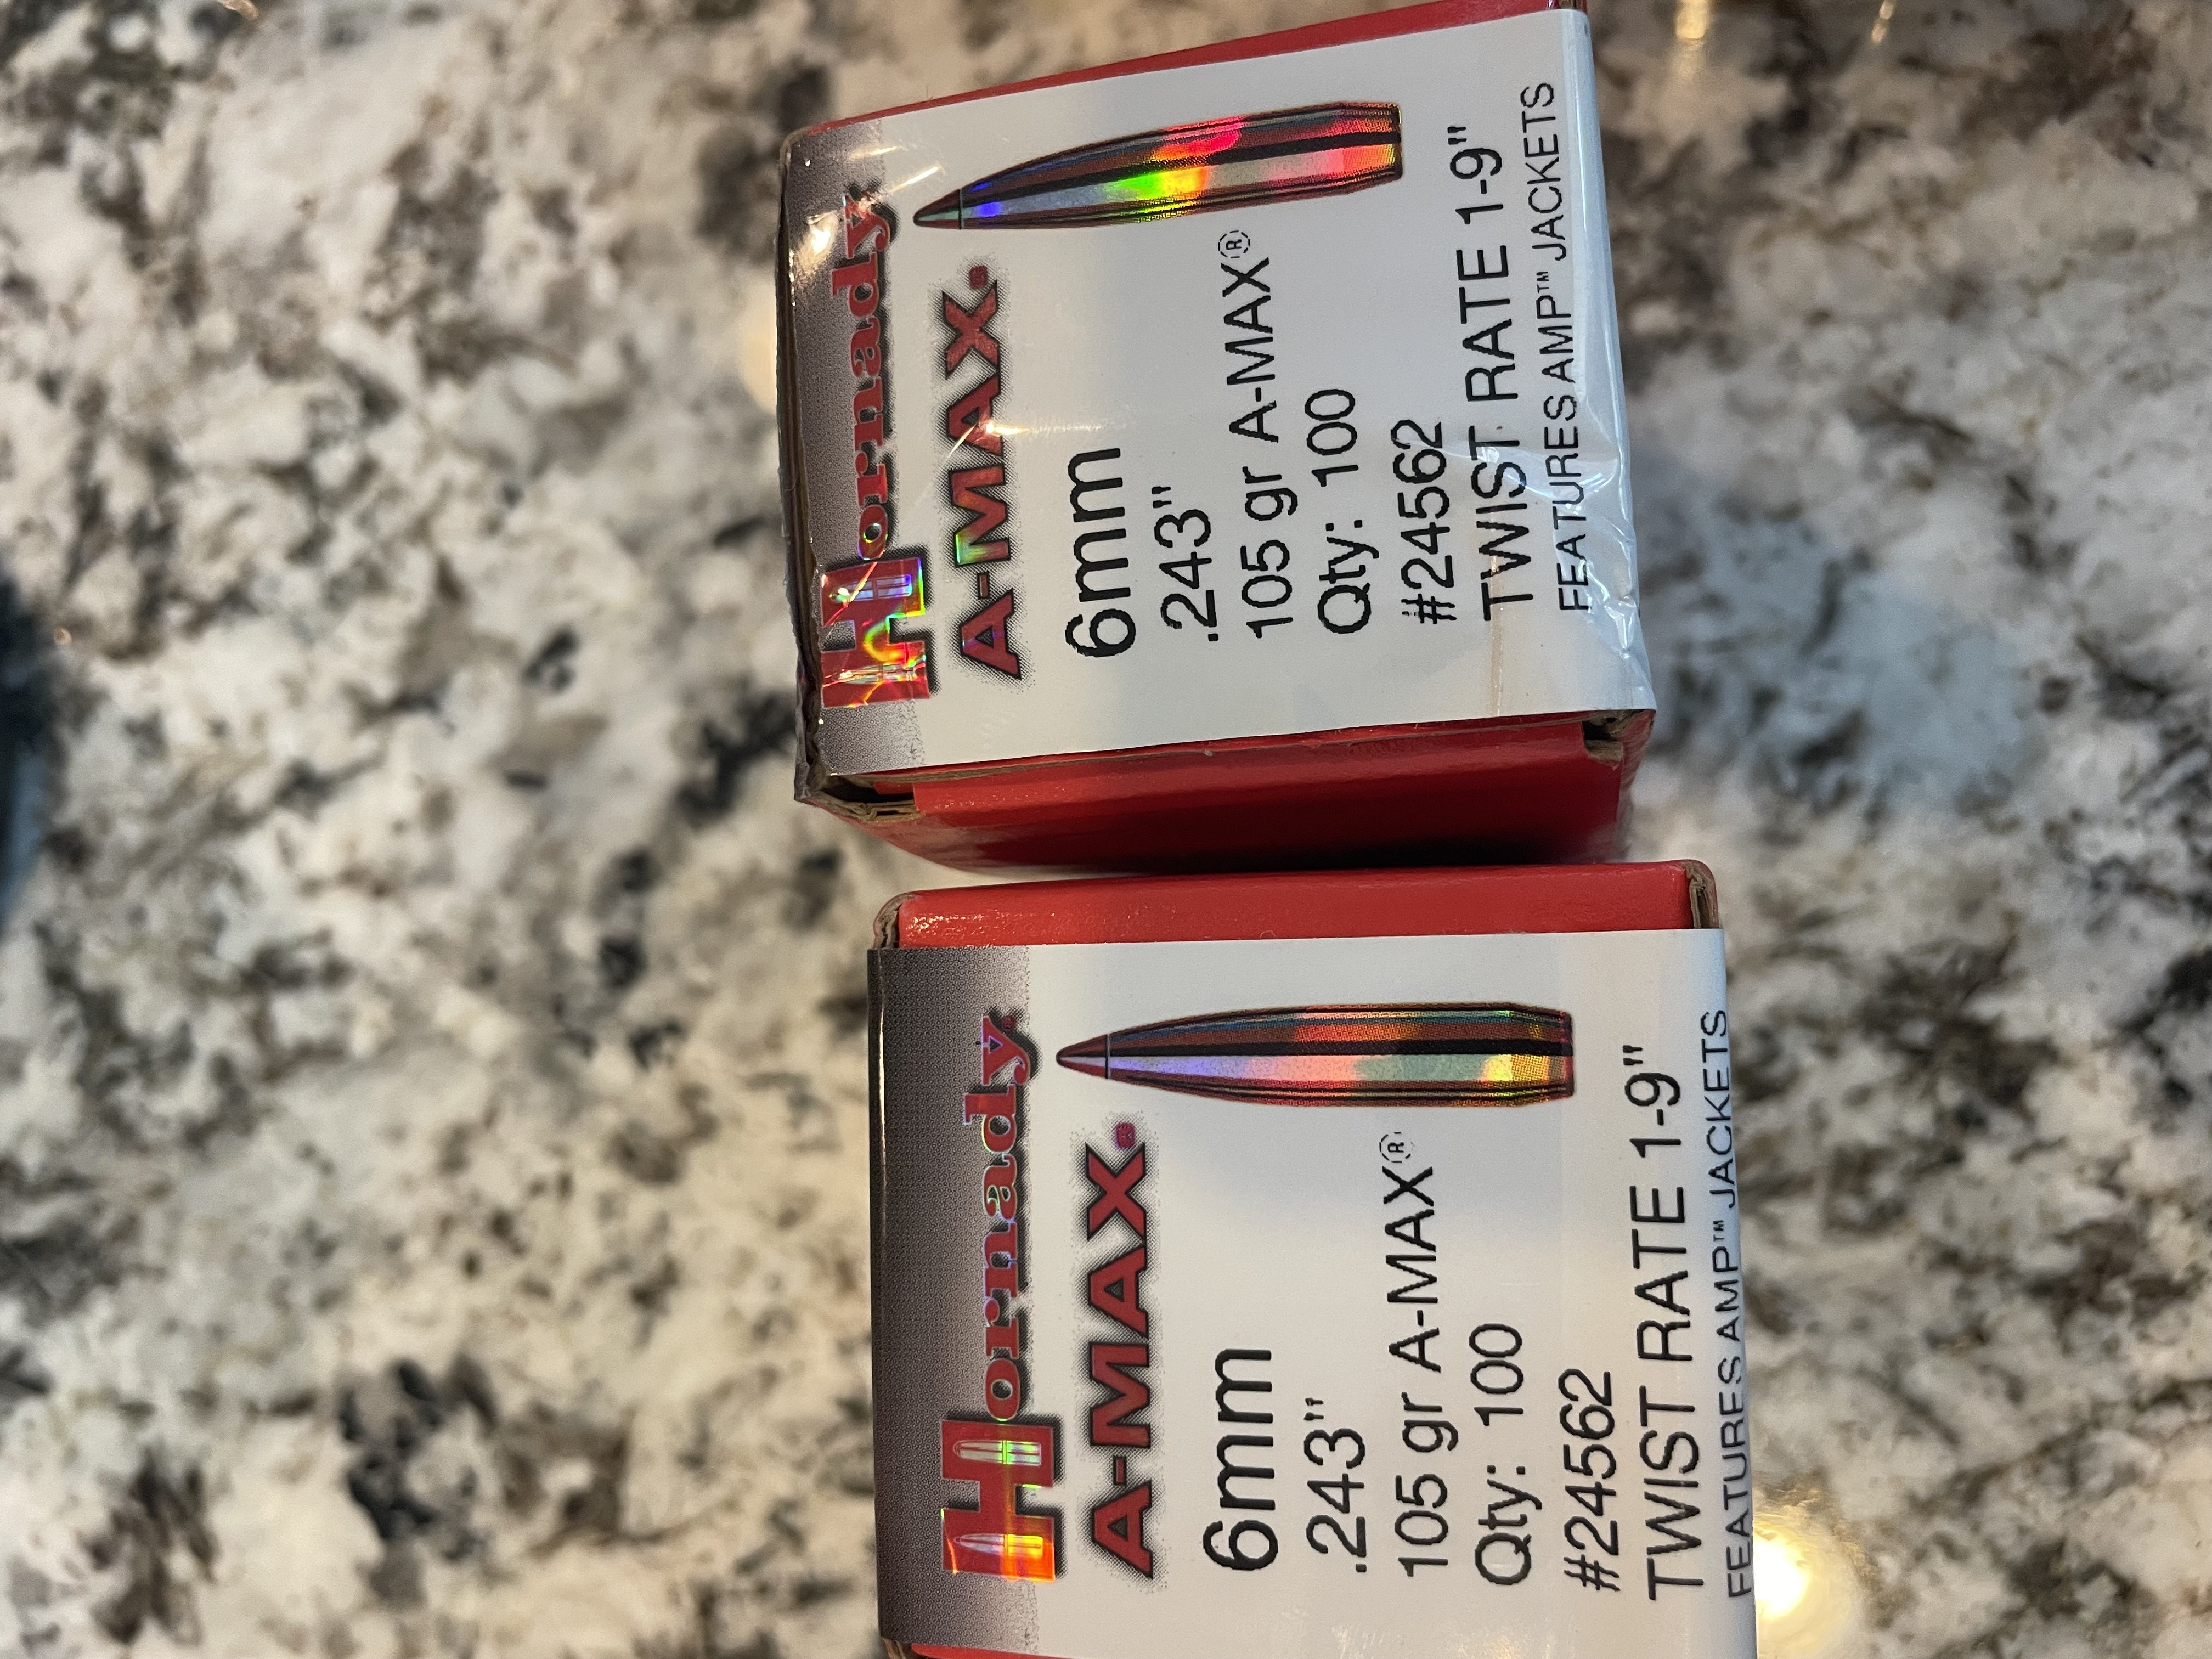 Hornady
A-MAX®
6mm
.243"
105 gr A-MAX®
Qty: 100
#24562
TWIST RATE 1-9"
FEATURES AMP™ JACKETS
Hornady
A-MAX®
6mm
.243"
105 gr A-MAX®
Qty: 100
#24562
TWIST RATE 1-9"
FEATURES AMP™ JACKETS